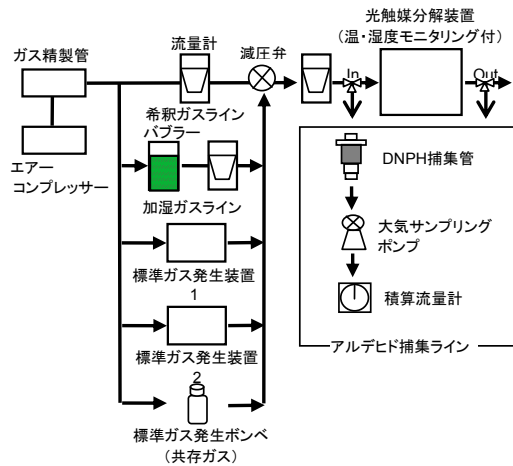 ガス精製管
エアー
コンプレッサー
流量計
希釈ガスライン
バブラー
加湿ガスライン
標準ガス発生装置
1
標準ガス発生装置
2
標準ガス発生ボンベ
（共存ガス）
減圧弁
光触媒分解装置
（温・湿度モニタリング付）
In
Out
DNPH捕集管
大気サンプリング
ポンプ
積算流量計
アルデヒド捕集ライン